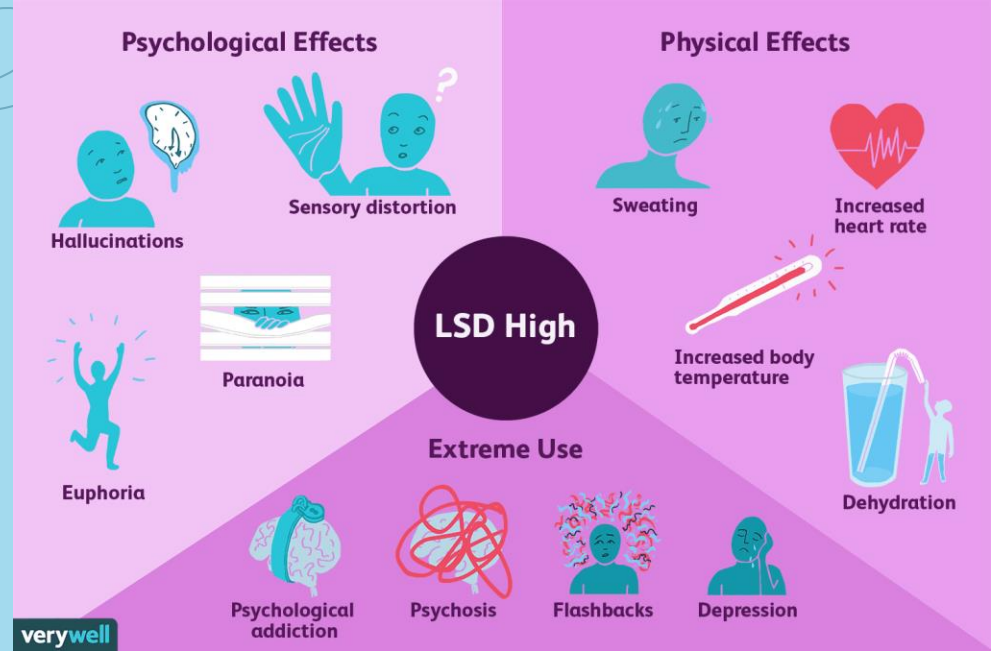 Psychological Effects
Hallucinations
?
Sensory distortion
Paranoia
Euphoria
Physical Effects
Sweating
Increased
heart rate
Increased body
temperature
Dehydration
LSD High
Extreme Use
Psychological
addiction
Psychosis
Flashbacks
Depression
verywell